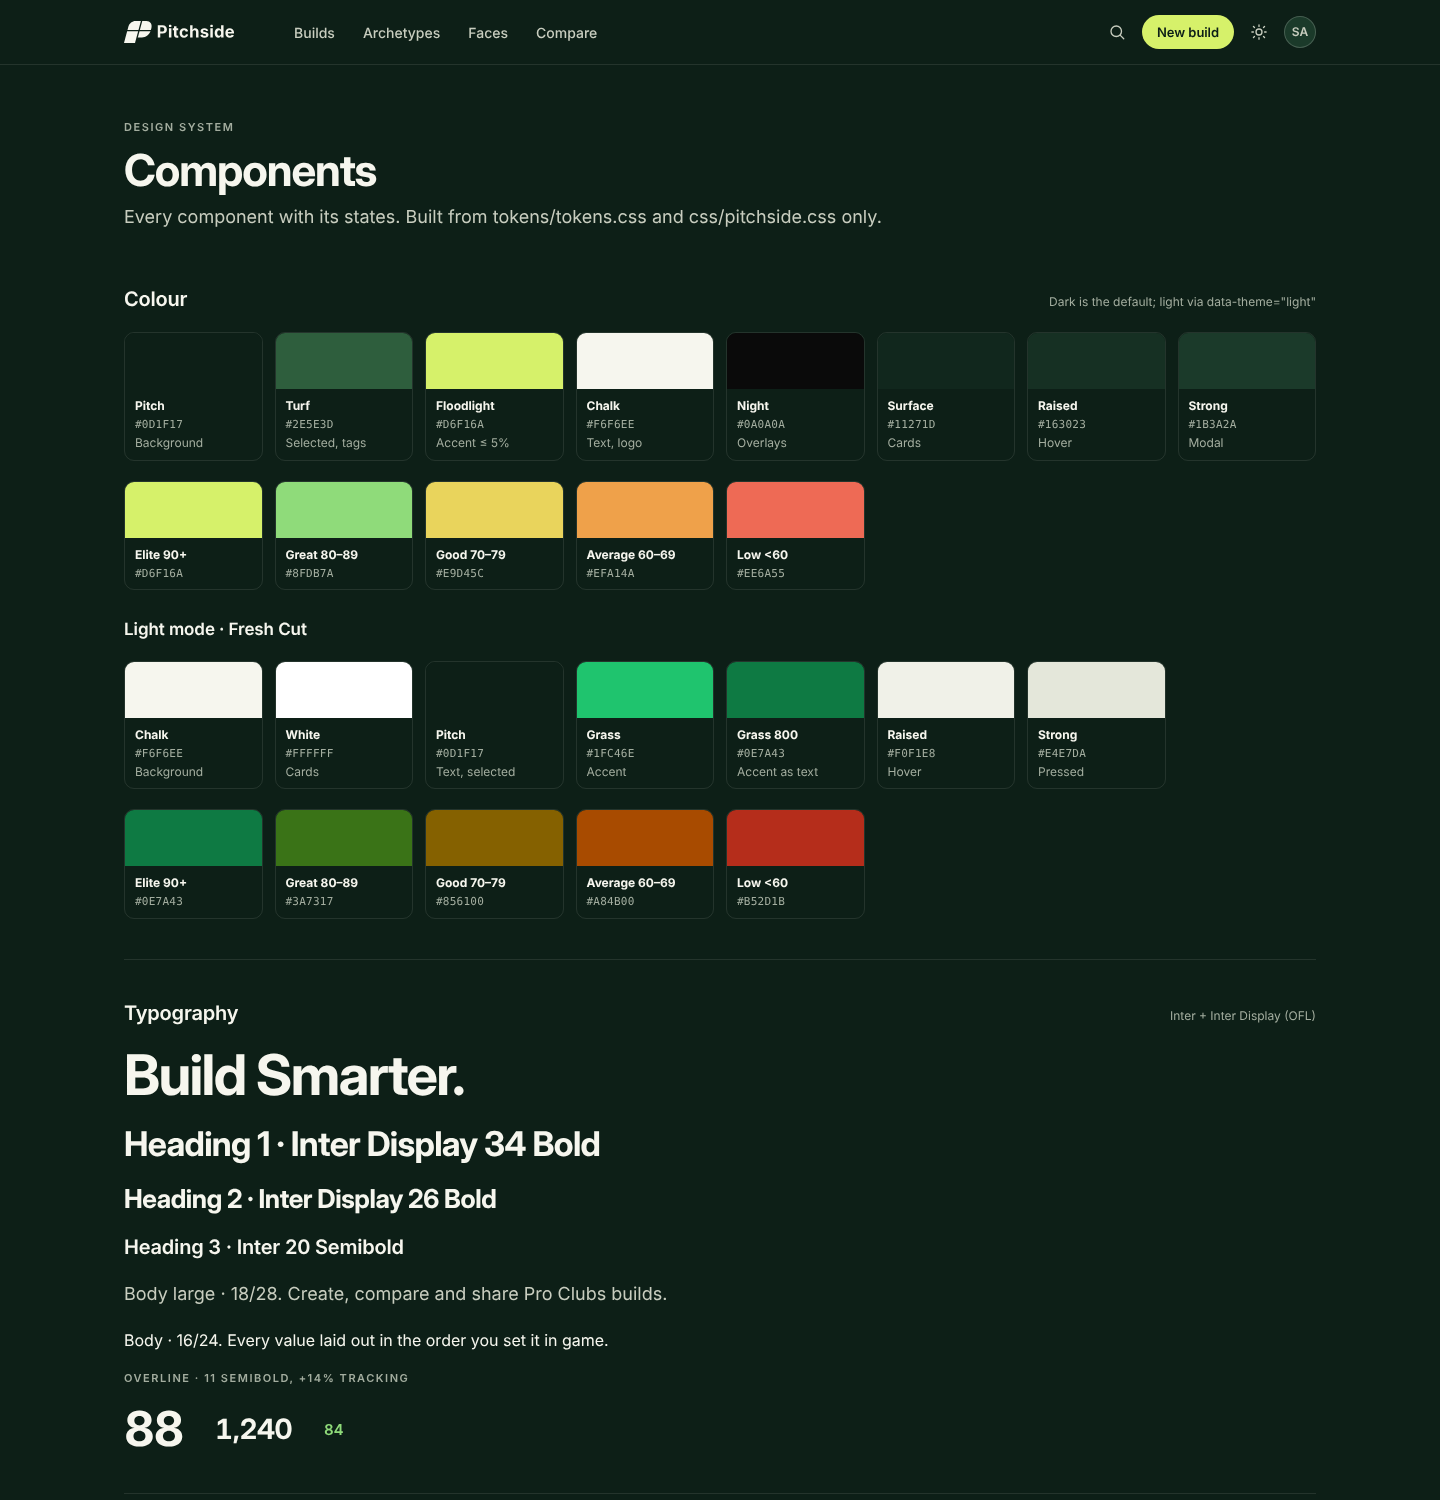 Pitchside
Builds
Archetypes
Faces
Compare
New build
SA
DESIGN SYSTEM
Components
Every component with its states. Built from tokens/tokens.css and css/pitchside.css only.
Colour
Dark is the default; light via data-theme="light"
Pitch
#0D1F17
Background
Turf
#2E5E3D
Selected, tags
Floodlight
#D6F16A
Accent ≤ 5%
Chalk
#F6F6EE
Text, logo
Night
#0A0A0A
Overlays
Surface
#11271D
Cards
Raised
#163023
Hover
Strong
#1B3A2A
Modal
Elite 90+
#D6F16A
Great 80–89
#8FDB7A
Good 70–79
#E9D45C
Average 60–69
#EFA14A
Low <60
#EE6A55
Light mode · Fresh Cut
Chalk
#F6F6EE
Background
White
#FFFFFF
Cards
Pitch
#0D1F17
Text, selected
Grass
#1FC46E
Accent
Grass 800
#0E7A43
Accent as text
Raised
#F0F1E8
Hover
Strong
#E4E7DA
Pressed
Elite 90+
#0E7A43
Great 80–89
#3A7317
Good 70–79
#856100
Average 60–69
#A84B00
Low <60
#B52D1B
Typography
Inter + Inter Display (OFL)
Build Smarter.
Heading 1 · Inter Display 34 Bold
Heading 2 · Inter Display 26 Bold
Heading 3 · Inter 20 Semibold
Body large · 18/28. Create, compare and share Pro Clubs builds.
Body · 16/24. Every value laid out in the order you set it in game.
OVERLINE · 11 SEMIBOLD, +14% TRACKING
88
1,240
84